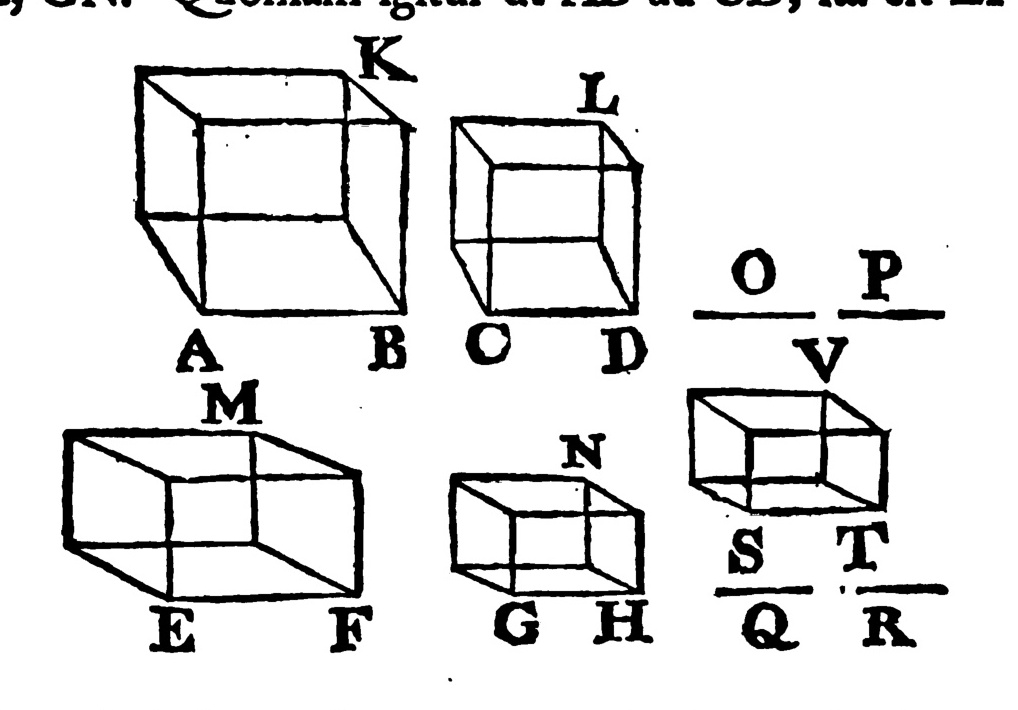 GN. Quoniam igitur ut AB ad CD, ita est EF
K
L
O P
A B C D
V
M
N
S T
E F G H Q R